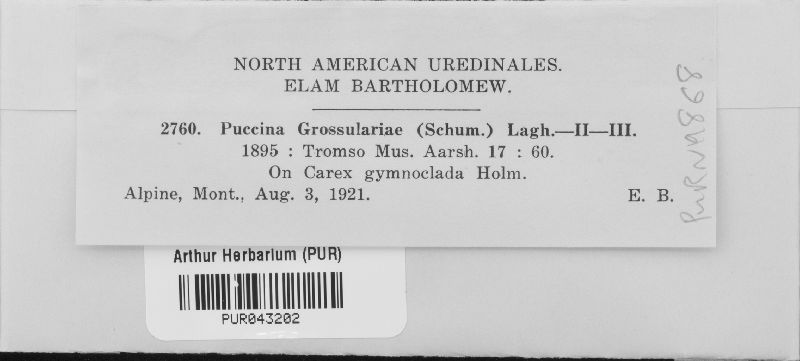 NORTH AMERICAN UREDINALES.
ELAM BARTHOLOMEW.
2760. Puccina Grossulariae (Schum.) Lagh.—II—III.
1895 : Tromso Mus. Aarsh. 17 : 60.
On Carex gymnoclada Holm.
Alpine, Mont., Aug. 3, 1921. E. B.
PURN9868
Arthur Herbarium (PUR)
PUR043202